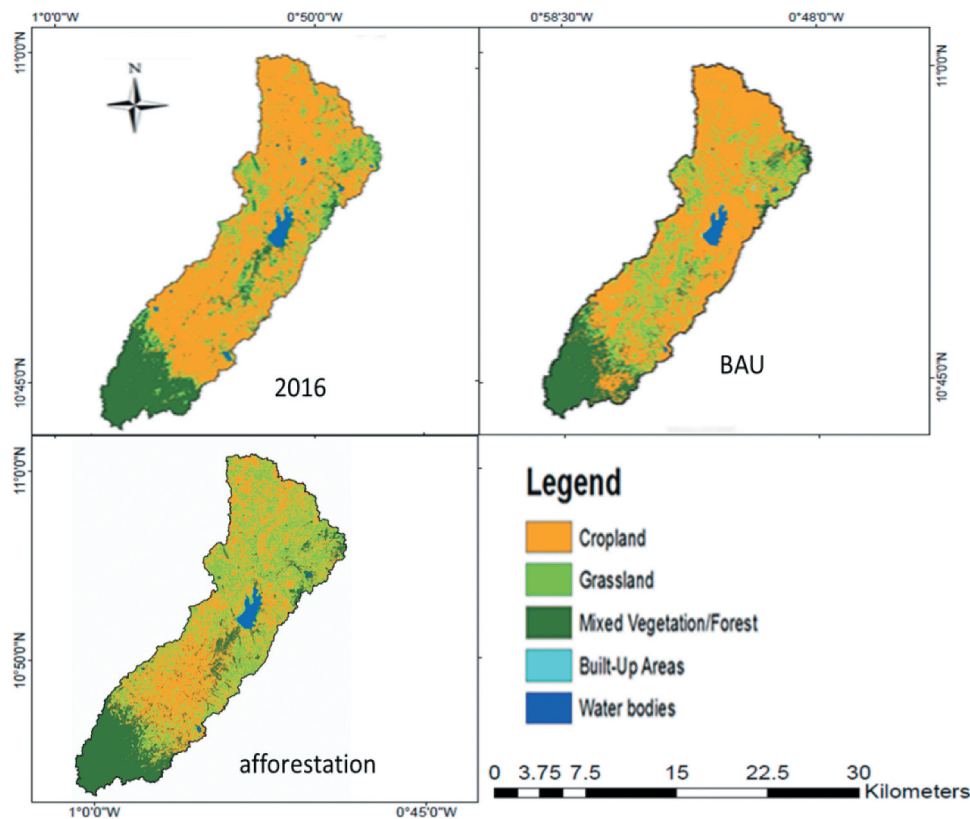 1°0'0"W
0°50'0"W
0°58'30"W
0°48'0"W
11°0'0"N
11°0'0"N
N
10°45'0"N
2016
BAU
10°45'0"N
11°0'0"N
10°50'0"N
afforestation
1°0'0"W
0°45'0"W
Legend
Cropland
Grassland
Mixed Vegetation/Forest
Built-Up Areas
Water bodies
0 3.75 7.5 15 22.5 30
Kilometers